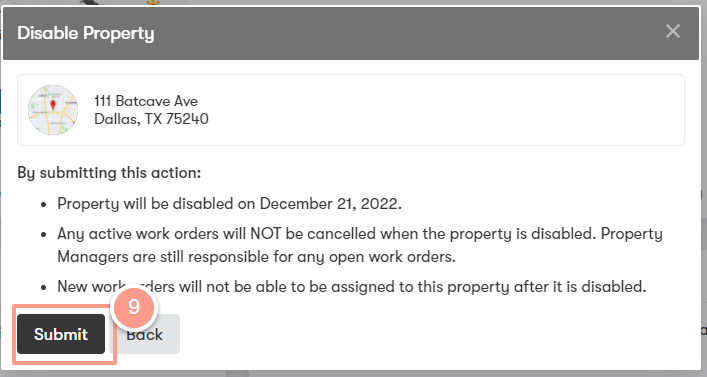 Disable Property
111 Batcave Ave
Dallas, TX 75240
By submitting this action:
• Property will be disabled on December 21, 2022.
• Any active work orders will NOT be cancelled when the property is disabled. Property
Managers are still responsible for any open work orders.
• New work orders will not be able to be assigned to this property after it is disabled.
9
Submit
Back